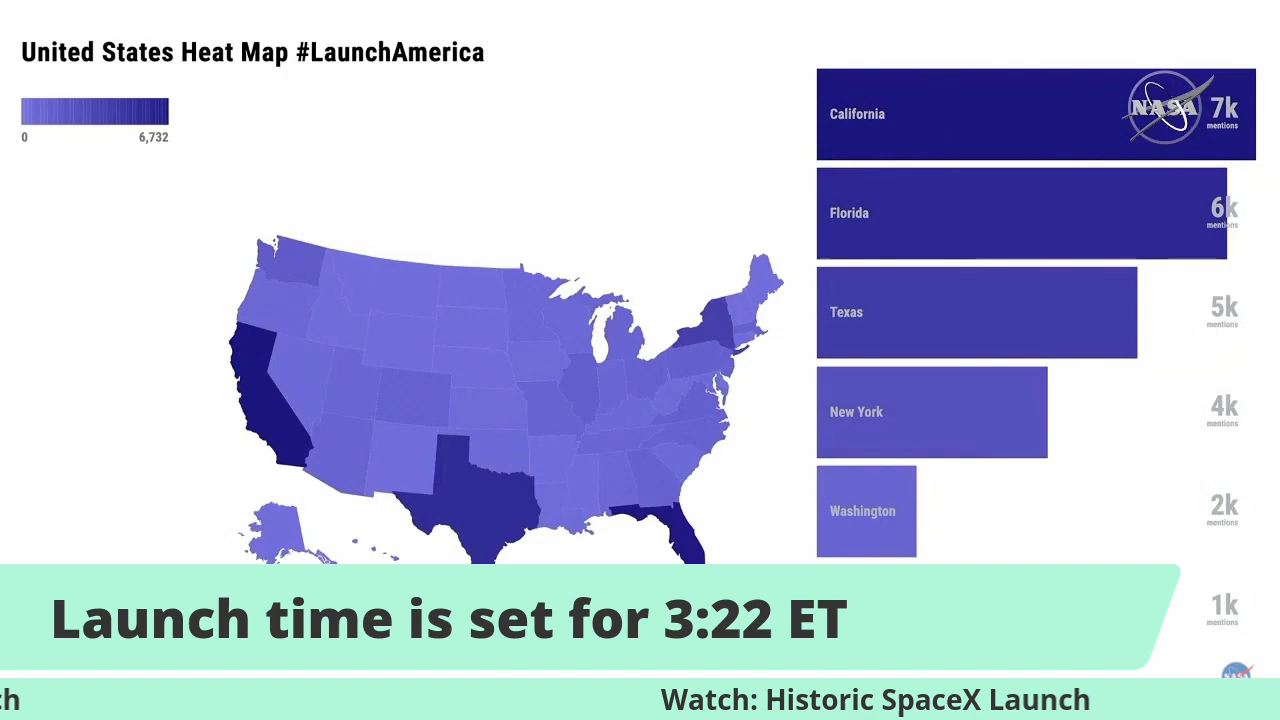 United States Heat Map #LaunchAmerica
0
6,732
California
NASA
7k
mentions
Florida
6k
mentions
Texas
5k
mentions
New York
4k
mentions
Washington
2k
mentions
1k
mentions
Launch time is set for 3:22 ET
ch
Watch: Historic SpaceX Launch